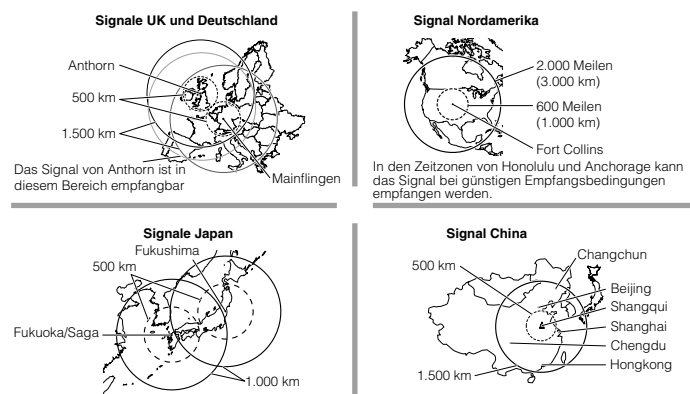 Signale UK und Deutschland
Anthorn
500 km
1.500 km
Das Signal von Anthorn ist in
diesem Bereich empfangbar
Mainflingen
Signal Nordamerika
2.000 Meilen
(3.000 km)
600 Meilen
(1.000 km)
Fort Collins
In den Zeitzonen von Honolulu und Anchorage kann
das Signal bei günstigen Empfangsbedingungen
empfangen werden.
Signale Japan
Fukushima
500 km
Fukuoka/Saga
1.000 km
Signal China
Changchun
500 km
Beijing
Shangqui
Shanghai
Chengdu
Hongkong
1.500 km